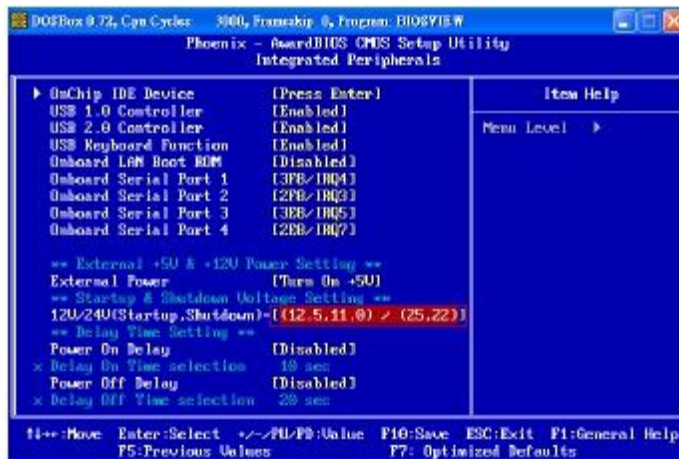 DOSBox 0.72, Cpu Cycles: 3000, Frameskip 0, Program: BIOSVIEW
Phoenix - AwardBIOS CMOS Setup Utility
Integrated Peripherals
OnChip IDE Device [Press Enter]
USB 1.0 Controller [Enabled]
USB 2.0 Controller [Enabled]
USB Keyboard Function [Enabled]
Onboard LAN Boot ROM [Disabled]
Onboard Serial Port 1 [3F8/IRQ4]
Onboard Serial Port 2 [2F8/IRQ3]
Onboard Serial Port 3 [3E8/IRQ5]
Onboard Serial Port 4 [2E8/IRQ7]
** External +5V & +12V Power Setting **
External Power [Turn On +5V]
** Startup & Shutdown Voltage Setting **
12V/24V(Startup,Shutdown)=[(12.5,11.0) / (25,22)]
** Delay Time Setting **
Power On Delay [Disabled]
x Delay On Time selection 10 sec
Power Off Delay [Disabled]
x Delay Off Time selection 20 sec
Item Help
Menu Level ▶
↑↓→←:Move Enter:Select +/-/PU/PD:Value F10:Save ESC:Exit F1:General Help
F5:Previous Values F7: Optimized Defaults